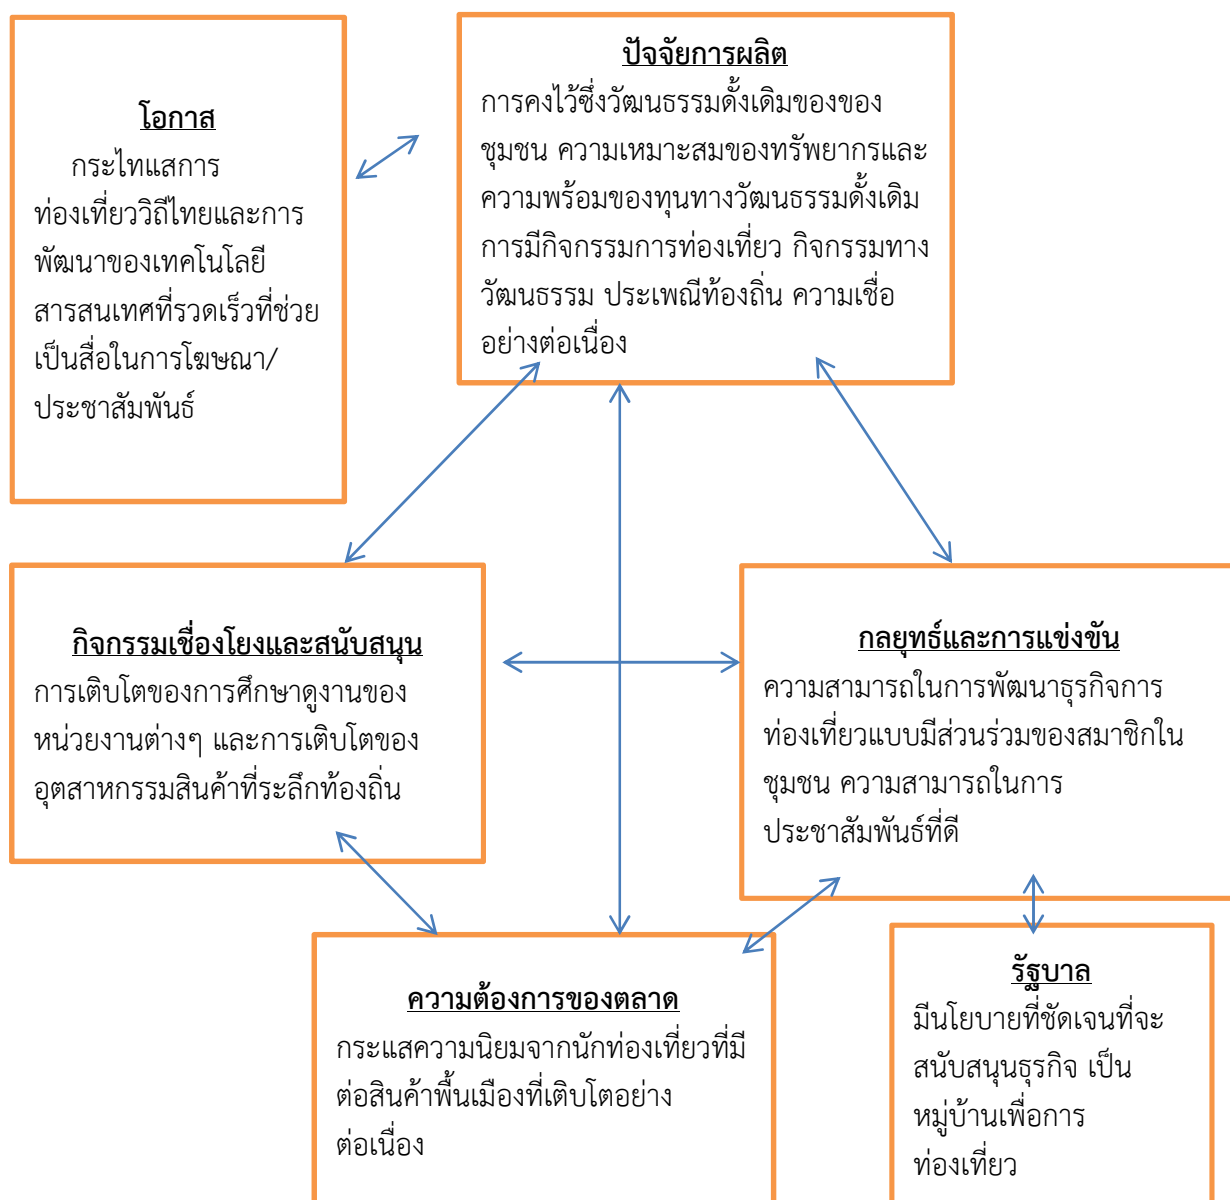 โอกาส
กระไทแสการ
ท่องเที่ยววิถีไทยและการ
พัฒนาของเทคโนโลยี
สารสนเทศที่รวดเร็วที่ช่วย
เป็นสื่อในการโฆษณา/
ประชาสัมพันธ์
ปัจจัยการผลิต
การคงไว้ซึ่งวัฒนธรรมดั้งเดิมของของ
ชุมชน ความเหมาะสมของทรัพยากรและ
ความพร้อมของทุนทางวัฒนธรรมดั้งเดิม
การมีกิจกรรมการท่องเที่ยว กิจกรรมทาง
วัฒนธรรม ประเพณีท้องถิ่น ความเชื่อ
อย่างต่อเนื่อง
กิจกรรมเชื่องโยงและสนับสนุน
การเติบโตของการศึกษาดูงานของ
หน่วยงานต่างๆ และการเติบโตของ
อุตสาหกรรมสินค้าที่ระลึกท้องถิ่น
กลยุทธ์และการแข่งขัน
ความสามารถในการพัฒนาธุรกิจการ
ท่องเที่ยวแบบมีส่วนร่วมของสมาชิกใน
ชุมชน ความสามารถในการ
ประชาสัมพันธ์ที่ดี
ความต้องการของตลาด
กระแสความนิยมจากนักท่องเที่ยวที่มี
ต่อสินค้าพื้นเมืองที่เติบโตอย่าง
ต่อเนื่อง
รัฐบาล
มีนโยบายที่ชัดเจนที่จะ
สนับสนุนธุรกิจ เป็น
หมู่บ้านเพื่อการ
ท่องเที่ยว